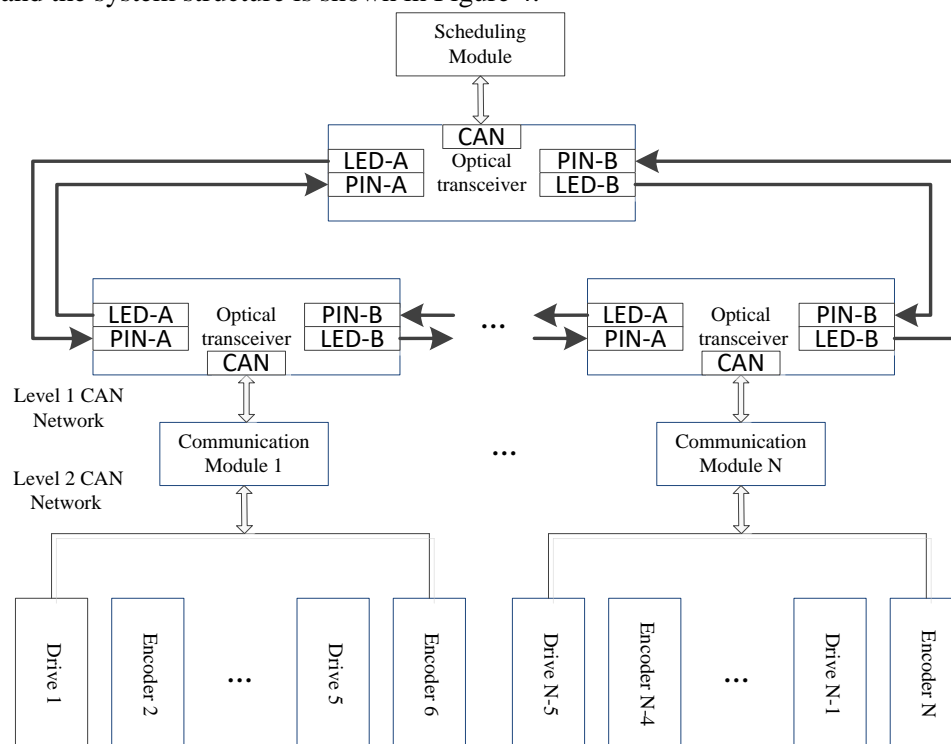 and the system structure is shown in Figure
Scheduling
Module
CAN
LED-A
PIN-A
Optical
transceiver
PIN-B
LED-B
LED-A
PIN-A
Optical
transceiver
CAN
PIN-B
LED-B
...
LED-A
PIN-A
Optical
transceiver
CAN
PIN-B
LED-B
Level 1 CAN
Network
Communication
Module 1
...
Communication
Module N
Level 2 CAN
Network
Drive 1
Encoder 2
...
Drive 5
Encoder 6
Drive N-5
Encoder N-4
...
Drive N-1
Encoder N